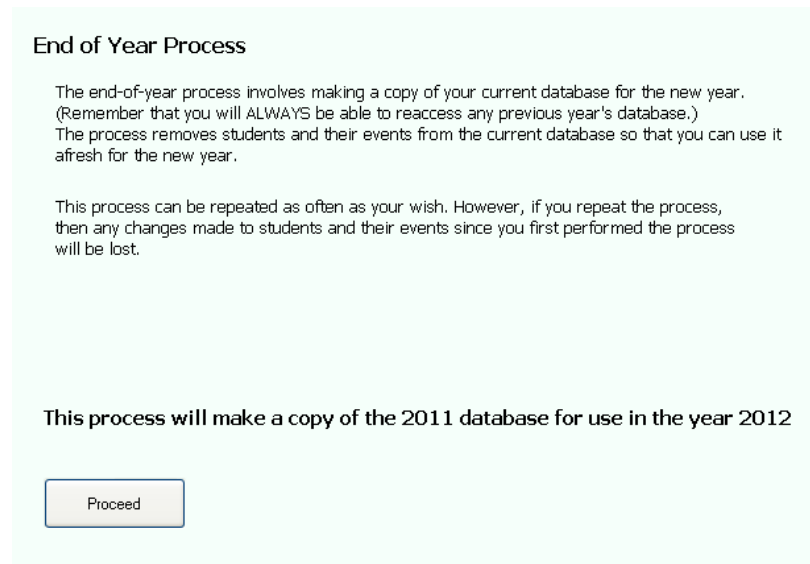 End of Year Process
The end-of-year process involves making a copy of your current database for the new year.
(Remember that you will ALWAYS be able to reaccess any previous year's database.)
The process removes students and their events from the current database so that you can use it
afresh for the new year.
This process can be repeated as often as your wish. However, if you repeat the process,
then any changes made to students and their events since you first performed the process
will be lost.
This process will make a copy of the 2011 database for use in the year 2012
Proceed